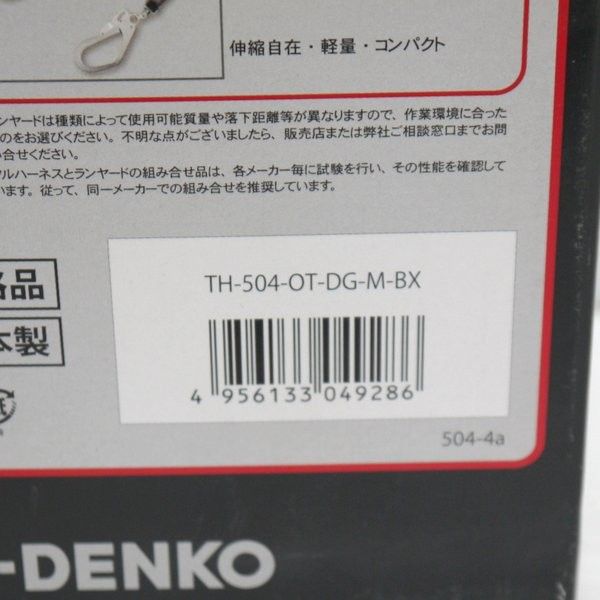 伸縮自在・軽量・コンパクト
ンヤードは種類によって使用可能質量や落下距離等が異なりますので、作業環境に合った
のをお選びください。不明な点がございましたら、販売店または弊社ご相談窓口までお問
い合せください。
ルハーネスとランヤードの組み合せ品は、各メーカー毎に試験を行い、その性能を確認して
います。従って、同一メーカーでの組み合せを推奨しています。
格品
本製
TH-504-OT-DG-M-BX
4 956133 049286
504-4a
-DENKO